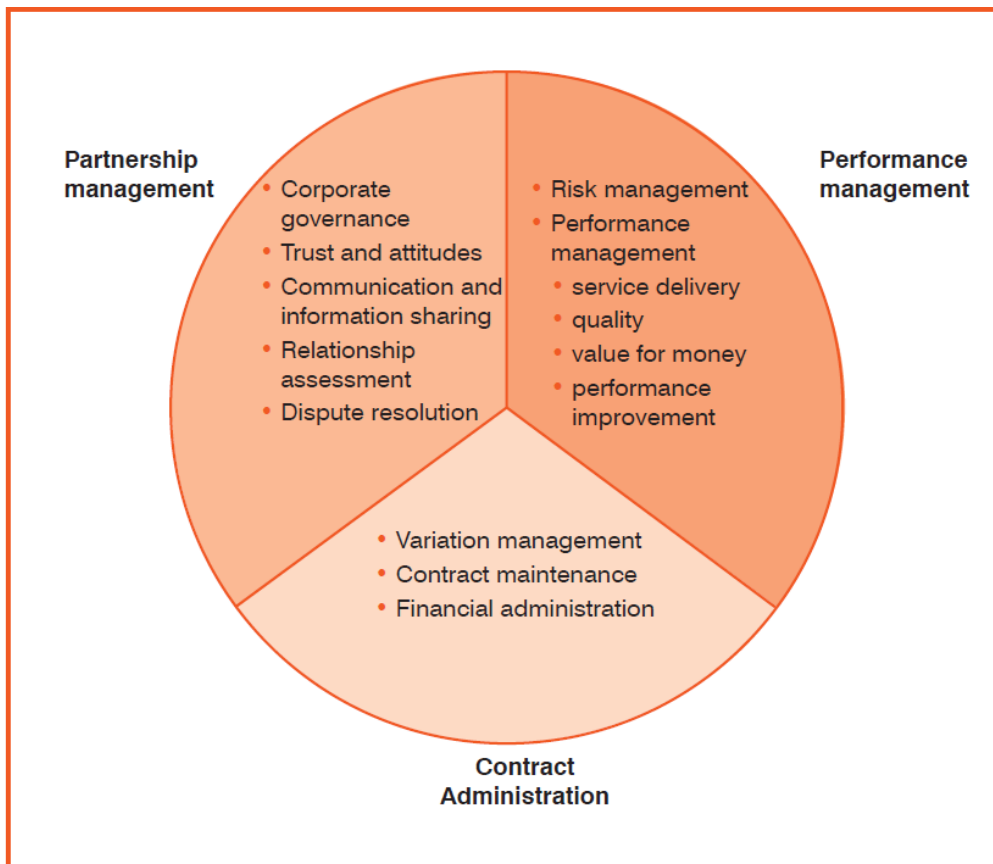 Partnership
management
• Corporate
governance
• Trust and attitudes
• Communication and
information sharing
• Relationship
assessment
• Dispute resolution
Performance
management
• Risk management
• Performance
management
• service delivery
• quality
• value for money
• performance
improvement
• Variation management
• Contract maintenance
• Financial administration
Contract
Administration